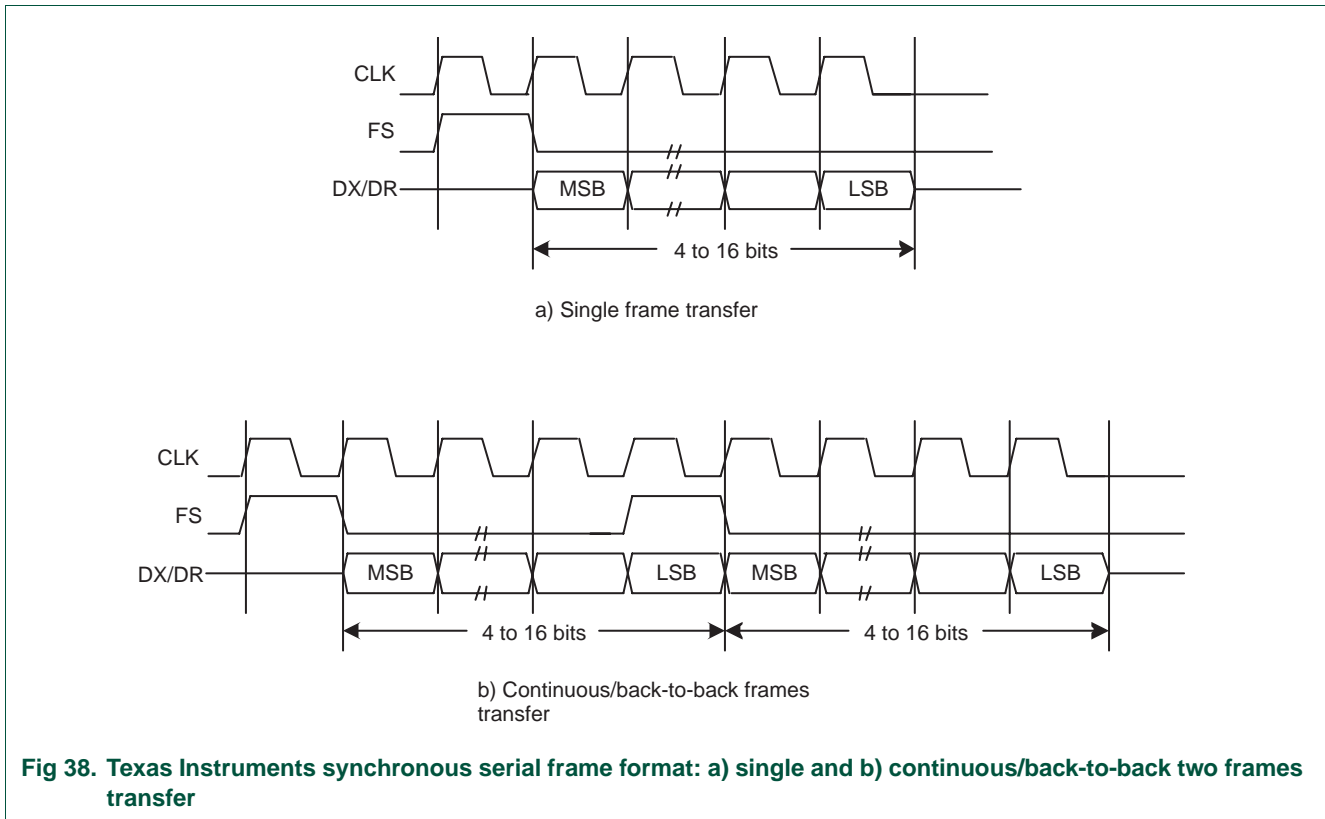 CLK
FS
DX/DR
MSB
LSB
4 to 16 bits
a) Single frame transfer
CLK
FS
DX/DR
MSB
LSB
MSB
LSB
4 to 16 bits
4 to 16 bits
b) Continuous/back-to-back frames
transfer
Fig 38. Texas Instruments synchronous serial frame format: a) single and b) continuous/back-to-back two frames
transfer